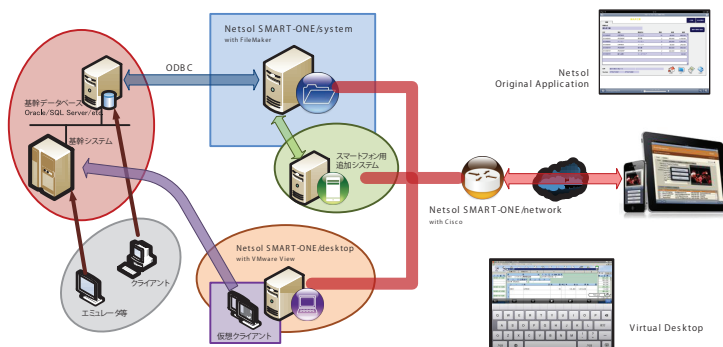 Netsol SMART-ONE/system
with FileMaker
ODBC
Netsol
Original Application
基幹データベース
Oracle/SQL Server/etc.
基幹システム
スマートフォン用
追加システム
Netsol SMART-ONE/network
with Cisco
Netsol SMART-ONE/desktop
with VMware View
クライアント
エミュレータ等
仮想クライアント
Virtual Desktop